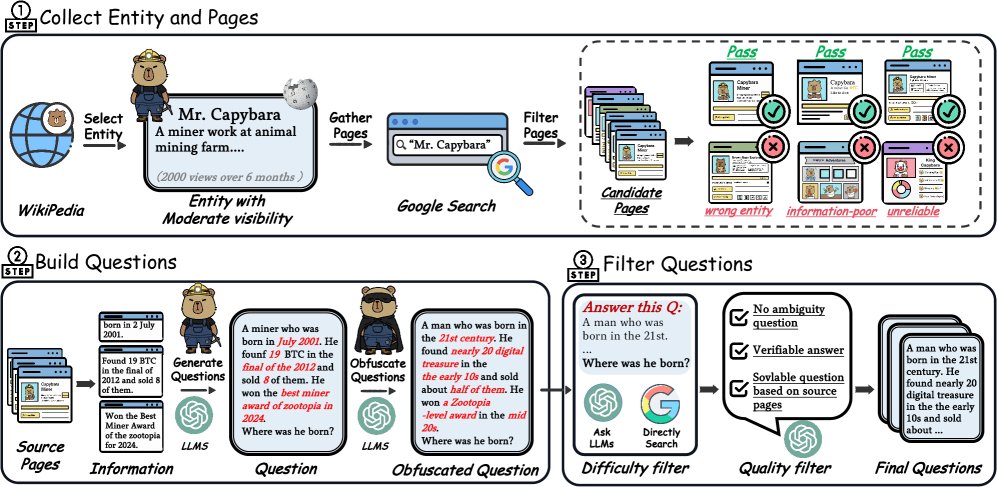 ① STEP Collect Entity and Pages
WikiPedia
Select
Entity
Mr. Capybara
A miner work at animal
mining farm....
(2000 views over 6 months )
Entity with
Moderate visibility
Gather
Pages
"Mr. Capybara"
Google Search
Filter
Pages
Capybara
Miner
Candidate
Pages
Pass
Pass
Pass
Capybara
Miner
Capybara
Capybara Miner
King
Capybara
wrong entity
information-poor
unreliable
② STEP Build Questions
Capybara
Miner
Source
Pages
born in 2 July
2001.
Found 19 BTC in
the final of
2012 and sold 8
of them.
Won the Best
Miner Award of
the zootopia
for 2024.
Information
Generate
Questions
LLMS
A miner who was
born in July 2001. He
founf 19 BTC in the
final of the 2012 and
sold 8 of them. He
won the best miner
award of zootopia in
2024.
Where was he born?
Question
Obfuscate
Questions
LLMS
A man who was born in
the 21st century. He
found nearly 20 digital
treasure in the
the early 10s and sold
about half of them. He
won a Zootopia
-level award in the mid
20s.
Where was he born?
Obfuscated Question
③ STEP Filter Questions
Answer this Q:
A man who was
born in the 21st.
...
Where was he born?
Ask
LLMs
Directly
Search
Difficulty filter
No ambiguity
question
Verifiable answer
Sovlable question
based on source
pages
Quality filter
A man who was
born in the 21st
century. He
found nearly 20
digital treasure
in the the early
10s and sold
about ...
Final Questions